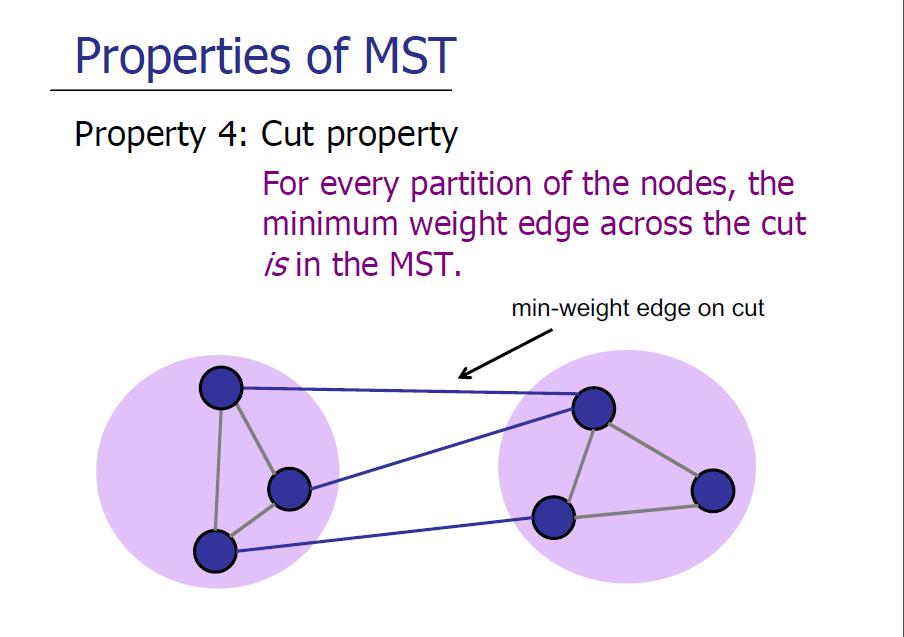 Properties of MST
Property 4: Cut property
For every partition of the nodes, the
minimum weight edge across the cut
is in the MST.
min-weight edge on cut